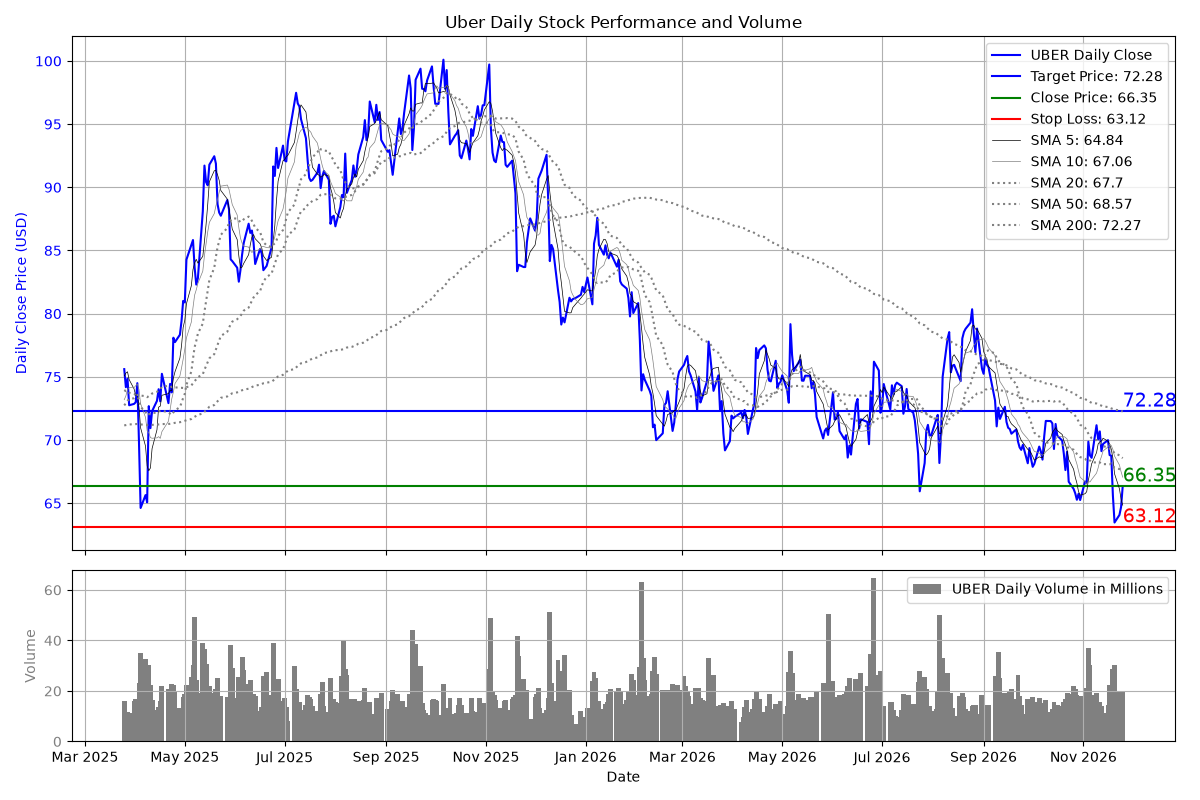 Uber Daily Stock Performance and Volume
Daily Close Price (USD)
100
95
90
85
80
75
70
65
UBER Daily Close
Target Price: 72.28
Close Price: 66.35
Stop Loss: 63.12
SMA 5: 64.84
SMA 10: 67.06
SMA 20: 67.7
SMA 50: 68.57
SMA 200: 72.27
72.28
66.35
63.12
Volume
60
40
20
0
UBER Daily Volume in Millions
Mar 2025 May 2025 Jul 2025 Sep 2025 Nov 2025 Jan 2026 Mar 2026 May 2026 Jul 2026 Sep 2026 Nov 2026
Date